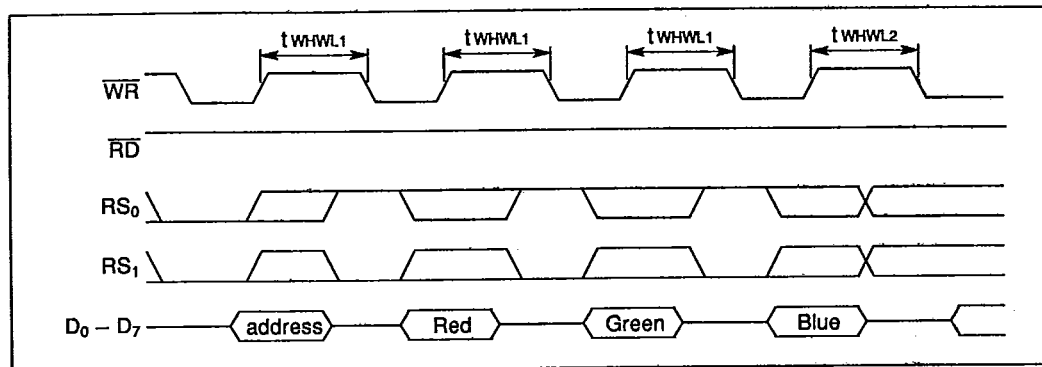 tWHWL1 tWHWL1 tWHWL1 tWHWL2
WR
RD
RS0
RS1
D0 – D7 address Red Green Blue